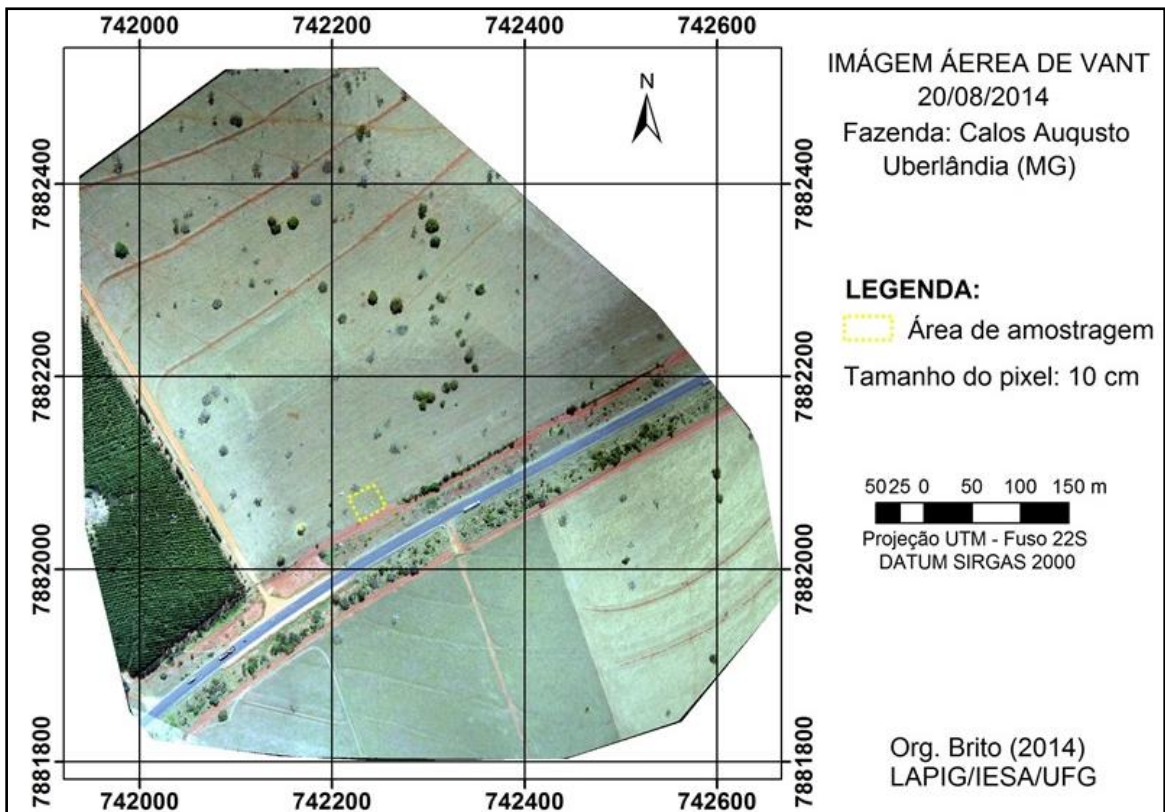 742000 742200 742400 742600
IMÁGEM ÁEREA DE VANT
20/08/2014
Fazenda: Calos Auqusto
Uberlândia (MG)
N
7882400 7882400
7882200 7882200
7882000 7882000
7881800 7881800
LEGENDA:
Área de amostragem
Tamanho do pixel: 10 cm
50 25 0 50 100 150 m
Projeção UTM - Fuso 22S
DATUM SIRGAS 2000
Org. Brito (2014)
LAPIG/IESA/UFG
742000 742200 742400 742600